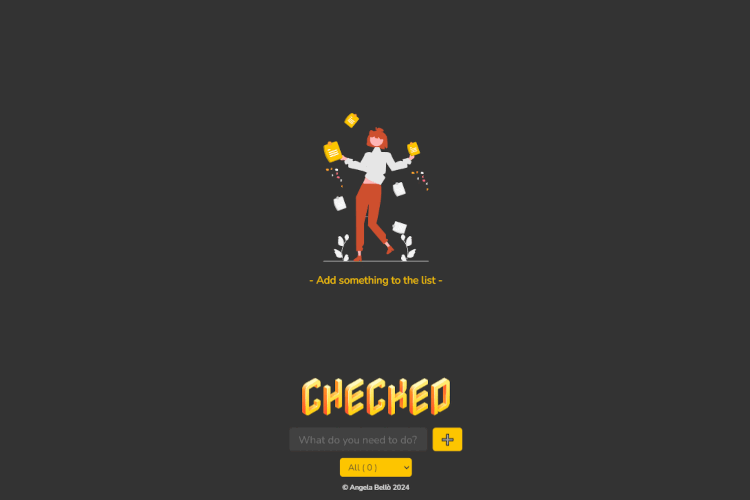 - Add something to the list -
CHECKED
What do you need to do?
All ( 0 )
© Angela Bellò 2024